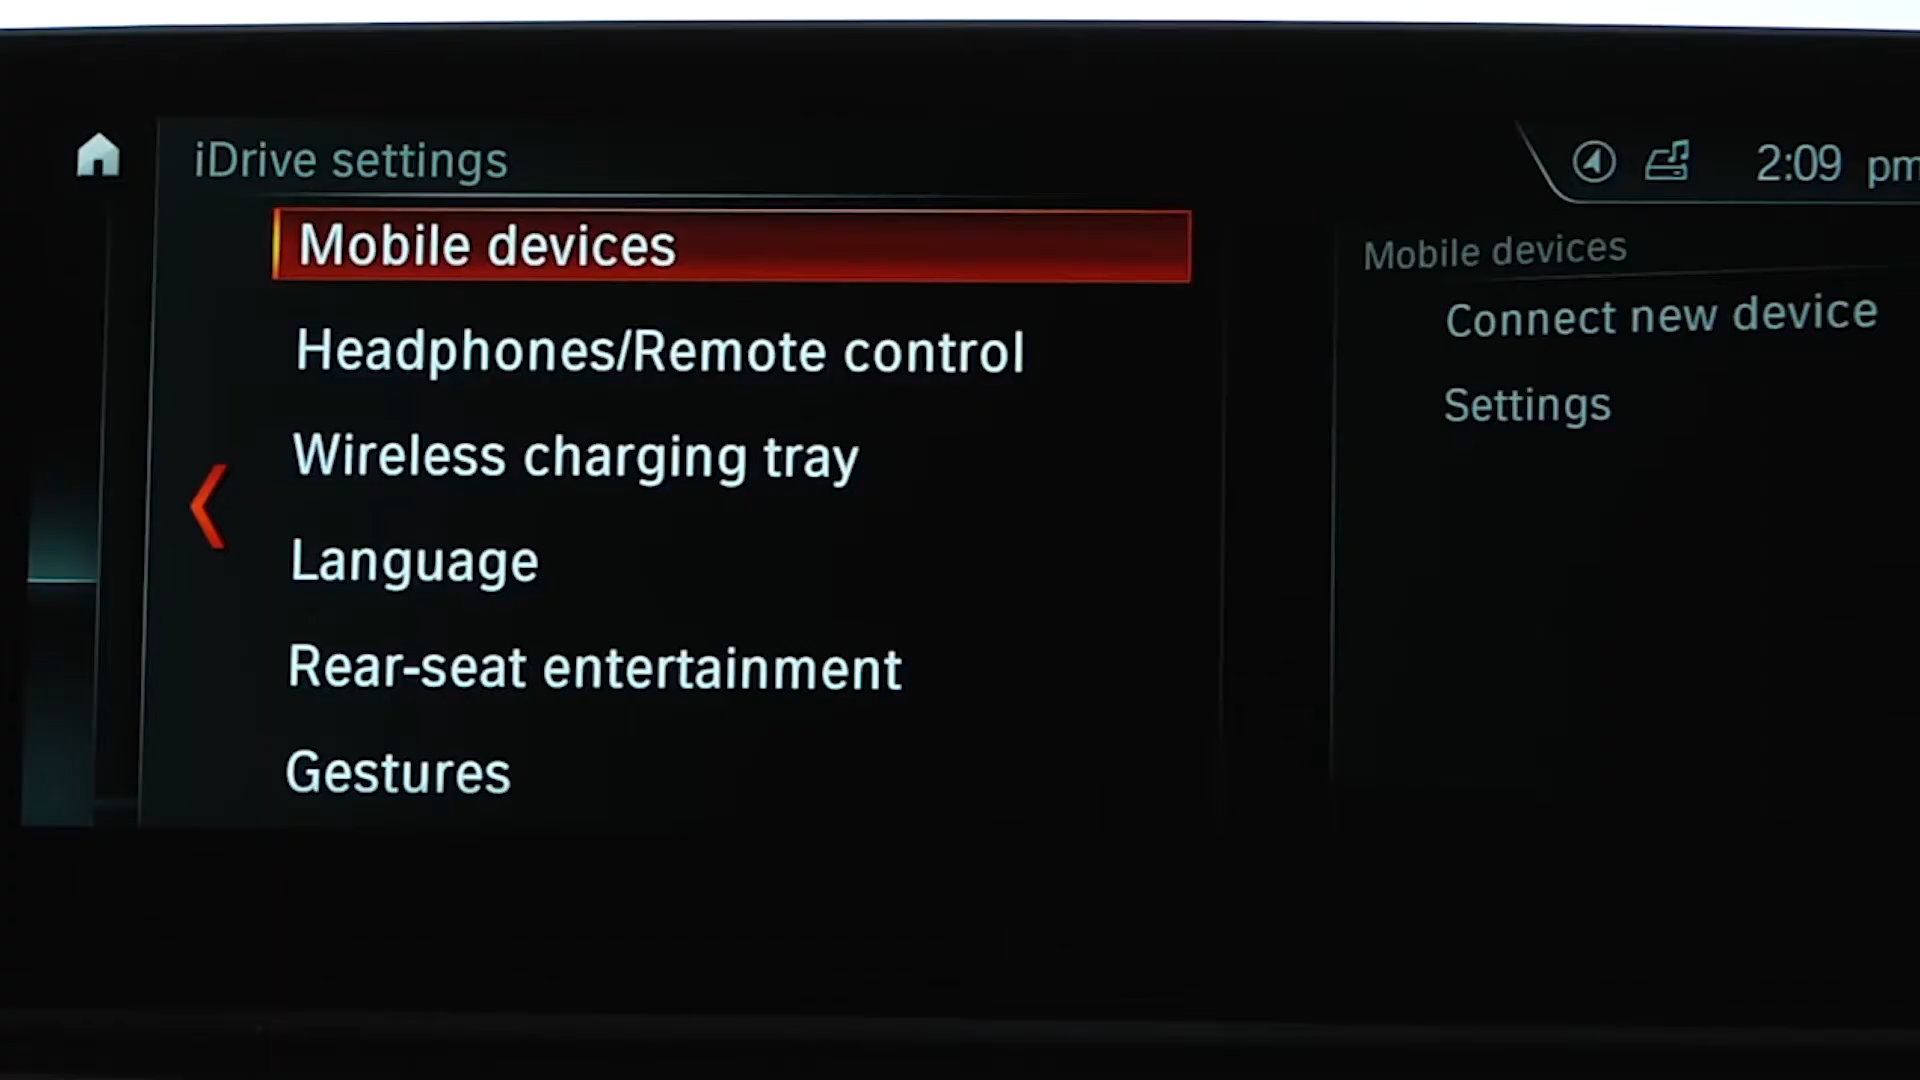 iDrive settings
2:09 pm
Mobile devices
Headphones/Remote control
Wireless charging tray
Language
Rear-seat entertainment
Gestures
Mobile devices
Connect new device
Settings